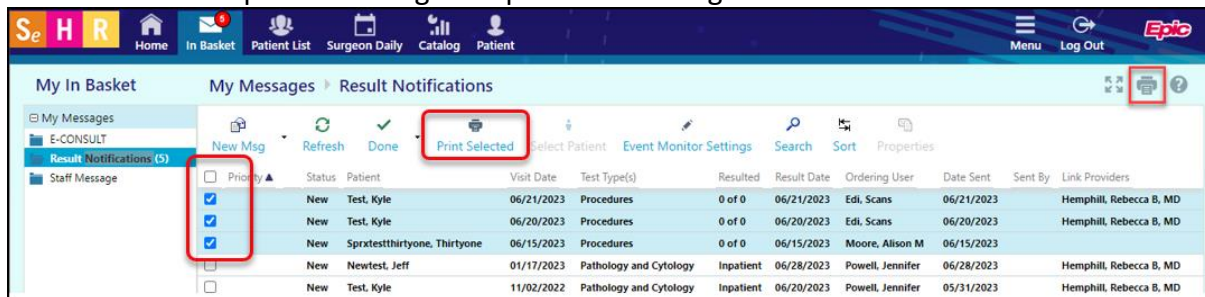 SeHR Home In Basket 5 Patient List Surgeon Daily Catalog Patient Menu Log Out Epic
My In Basket My Messages Result Notifications
My Messages
E-CONSULT
Result Notifications (5)
Staff Message
New Msg Refresh Done Print Selected Select Patient Event Monitor Settings Search Sort Properties
Priority Status Patient Visit Date Test Type(s) Resulted Result Date Ordering User Date Sent Sent By Link Providers
New Test, Kyle 06/21/2023 Procedures 0 of 0 06/21/2023 Edi, Scans 06/21/2023 Hemphill, Rebecca B, MD
New Test, Kyle 06/20/2023 Procedures 0 of 0 06/20/2023 Edi, Scans 06/20/2023 Hemphill, Rebecca B, MD
New Sprxtestthirtyone, Thirtyone 06/15/2023 Procedures 0 of 0 06/15/2023 Moore, Alison M 06/15/2023
New Newtest, Jeff 01/17/2023 Pathology and Cytology Inpatient 06/28/2023 Powell, Jennifer 06/28/2023 Hemphill, Rebecca B, MD
New Test, Kyle 11/02/2022 Pathology and Cytology Inpatient 06/20/2023 Powell, Jennifer 05/31/2023 Hemphill, Rebecca B, MD